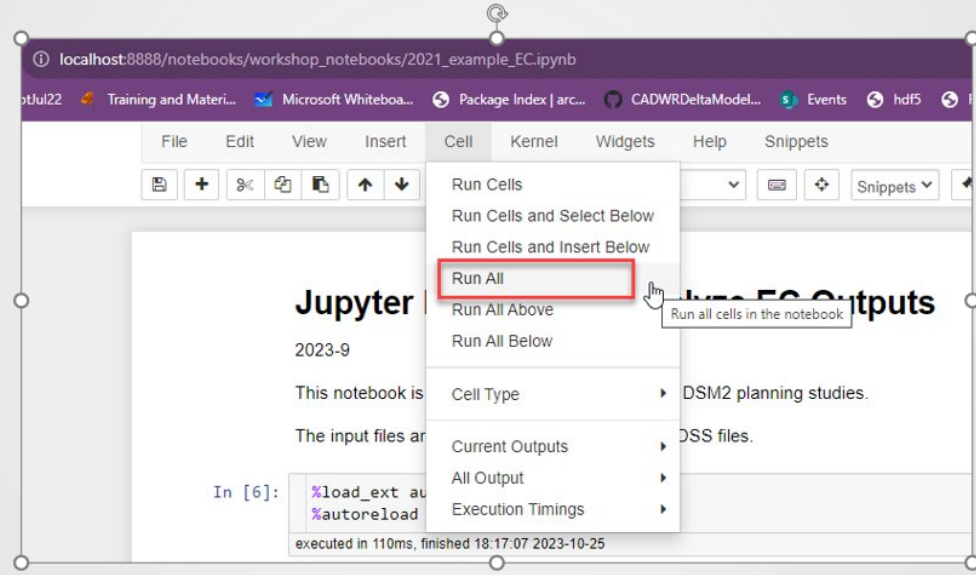 localhost:8888/notebooks/workshop_notebooks/2021_example_EC.ipynb
otJul22 Training and Materi... Microsoft Whiteboa... Package Index | arc... CADWRDeltaModel... Events hdf5
File Edit View Insert Cell Kernel Widgets Help Snippets
Snippets
Run Cells
Run Cells and Select Below
Run Cells and Insert Below
Run All
Run All Above
Run All Below
Cell Type
Current Outputs
All Output
Execution Timings
Run all cells in the notebook
Jupyter EC Outputs
2023-9
This notebook is DSM2 planning studies.
The input files ar DSS files.
In [6]: %load_ext au
%autoreload
executed in 110ms, finished 18:17:07 2023-10-25